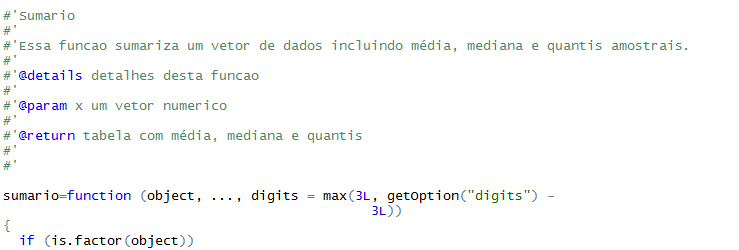 #'Sumario
#'
#'Essa funcao sumariza um vetor de dados incluindo média, mediana e quantis amostrais.
#'
#'@details detalhes desta funcao
#'
#'@param x um vetor numerico
#'
#'@return tabela com média, mediana e quantis
#'
#'
sumario=function (object, ..., digits = max(3L, getOption("digits") -
3L))
{
if (is.factor(object))